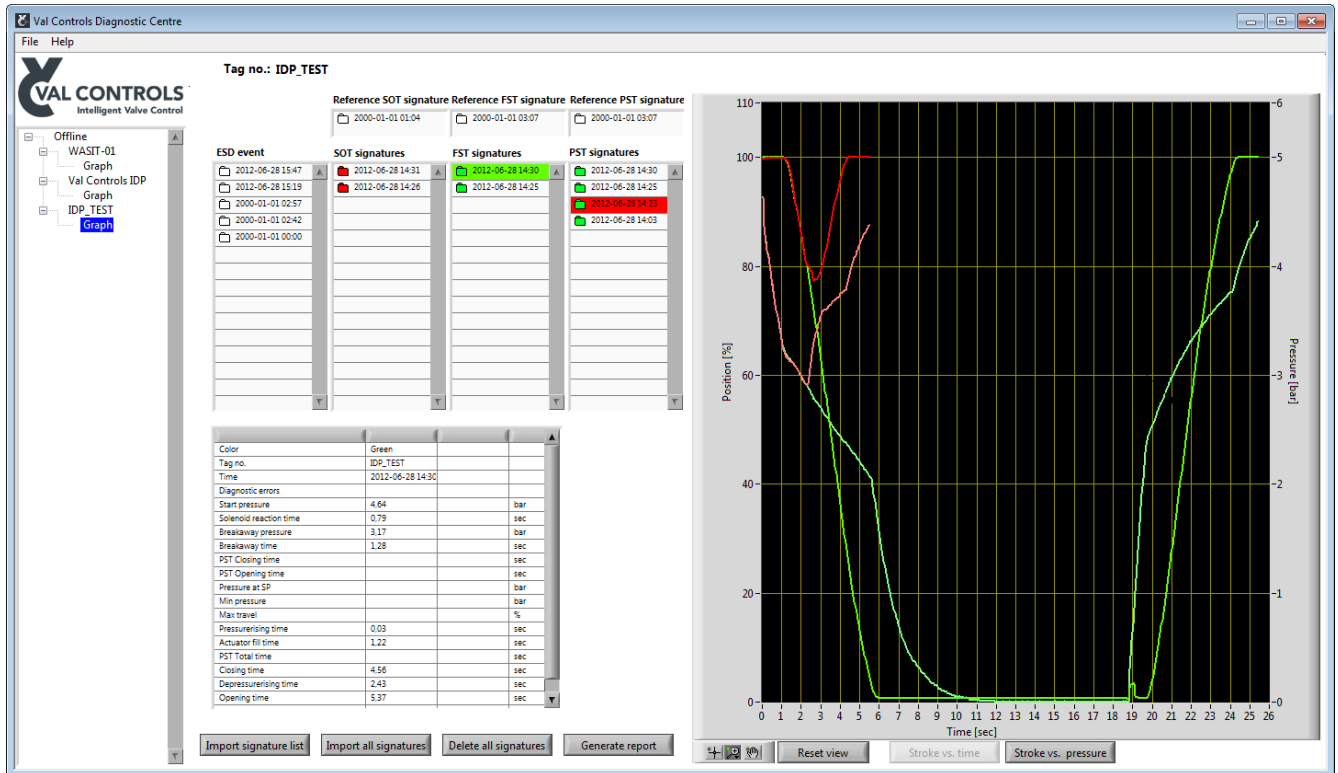 Val Controls Diagnostic Centre
File Help
VAL CONTROLS
Intelligent Valve Control
Tag no.: IDP_TEST
Offline
WASIT-01
Graph
Val Controls IDP
Graph
IDP_TEST
Graph
Reference SOT signature Reference FST signature Reference PST signature
2000-01-01 01:04 2000-01-01 03:07 2000-01-01 03:07
ESD event SOT signatures FST signatures PST signatures
2012-06-28 15:47 2012-06-28 14:31 2012-06-28 14:30 2012-06-28 14:30
2012-06-28 15:19 2012-06-28 14:26 2012-06-28 14:25 2012-06-28 14:25
2000-01-01 02:57 2012-06-28 14:23
2000-01-01 02:42 2012-06-28 14:03
2000-01-01 00:00
Color Green
Tag no. IDP_TEST
Time 2012-06-28 14:30
Diagnostic errors
Start pressure 4,64 bar
Solenoid reaction time 0,79 sec
Breakaway pressure 3,17 bar
Breakaway time 1,28 sec
PST Closing time sec
PST Opening time sec
Pressure at SP bar
Min pressure bar
Max travel %
Pressurerising time 0,03 sec
Actuator fill time 1,22 sec
PST Total time sec
Closing time 4,56 sec
Depressurerising time 2,43 sec
Opening time 5,37 sec
Import signature list Import all signatures Delete all signatures Generate report
110 6
100 5
80 4
60 3
40 2
20 1
0 0
Position [%]
Pressure [bar]
0 1 2 3 4 5 6 7 8 9 10 11 12 13 14 15 16 17 18 19 20 21 22 23 24 25 26
Time [sec]
Reset view Stroke vs. time Stroke vs. pressure